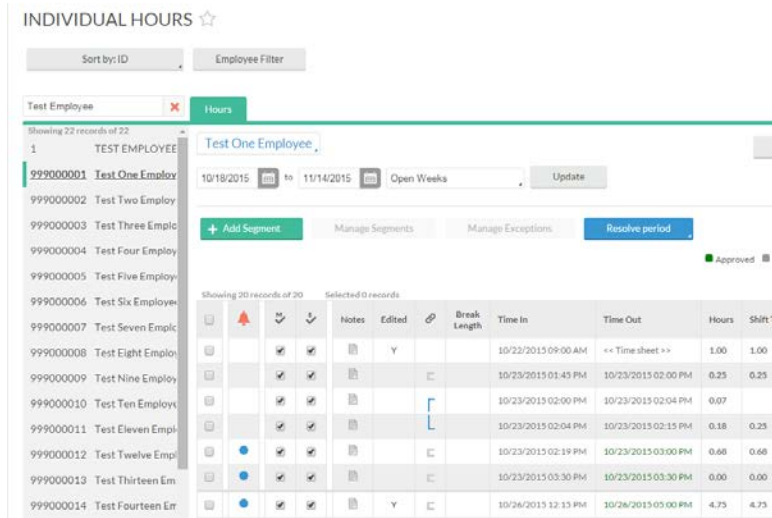 INDIVIDUAL HOURS
Sort by: ID
Employee Filter
Test Employee
Hours
Showing 22 records of 22
1 TEST EMPLOYEE
999000001 Test One Employ
999000002 Test Two Employ
999000003 Test Three Emplo
999000004 Test Four Employ
999000005 Test Five Employ
999000006 Test Six Employe
999000007 Test Seven Emplo
999000008 Test Eight Employ
999000009 Test Nine Employ
999000010 Test Ten Employe
999000011 Test Eleven Empl
999000012 Test Twelve Empl
999000013 Test Thirteen Em
999000014 Test Fourteen Em
Test One Employee
10/18/2015 to 11/14/2015 Open Weeks Update
+ Add Segment Manage Segments Manage Exceptions Resolve period
Approved
Showing 20 records of 20 Selected 0 records
M S Notes Edited Break Length Time In Time Out Hours Shift T
Y 10/22/2015 09:00 AM << Time sheet >> 1.00 1.00
10/23/2015 01:45 PM 10/23/2015 02:00 PM 0.25 0.25
10/23/2015 02:00 PM 10/23/2015 02:04 PM 0.07
10/23/2015 02:04 PM 10/23/2015 02:15 PM 0.18 0.25
10/23/2015 02:19 PM 10/23/2015 03:00 PM 0.68 0.68
10/23/2015 03:30 PM 10/23/2015 03:30 PM 0.00 0.00
Y 10/26/2015 12:15 PM 10/26/2015 05:00 PM 4.75 4.75